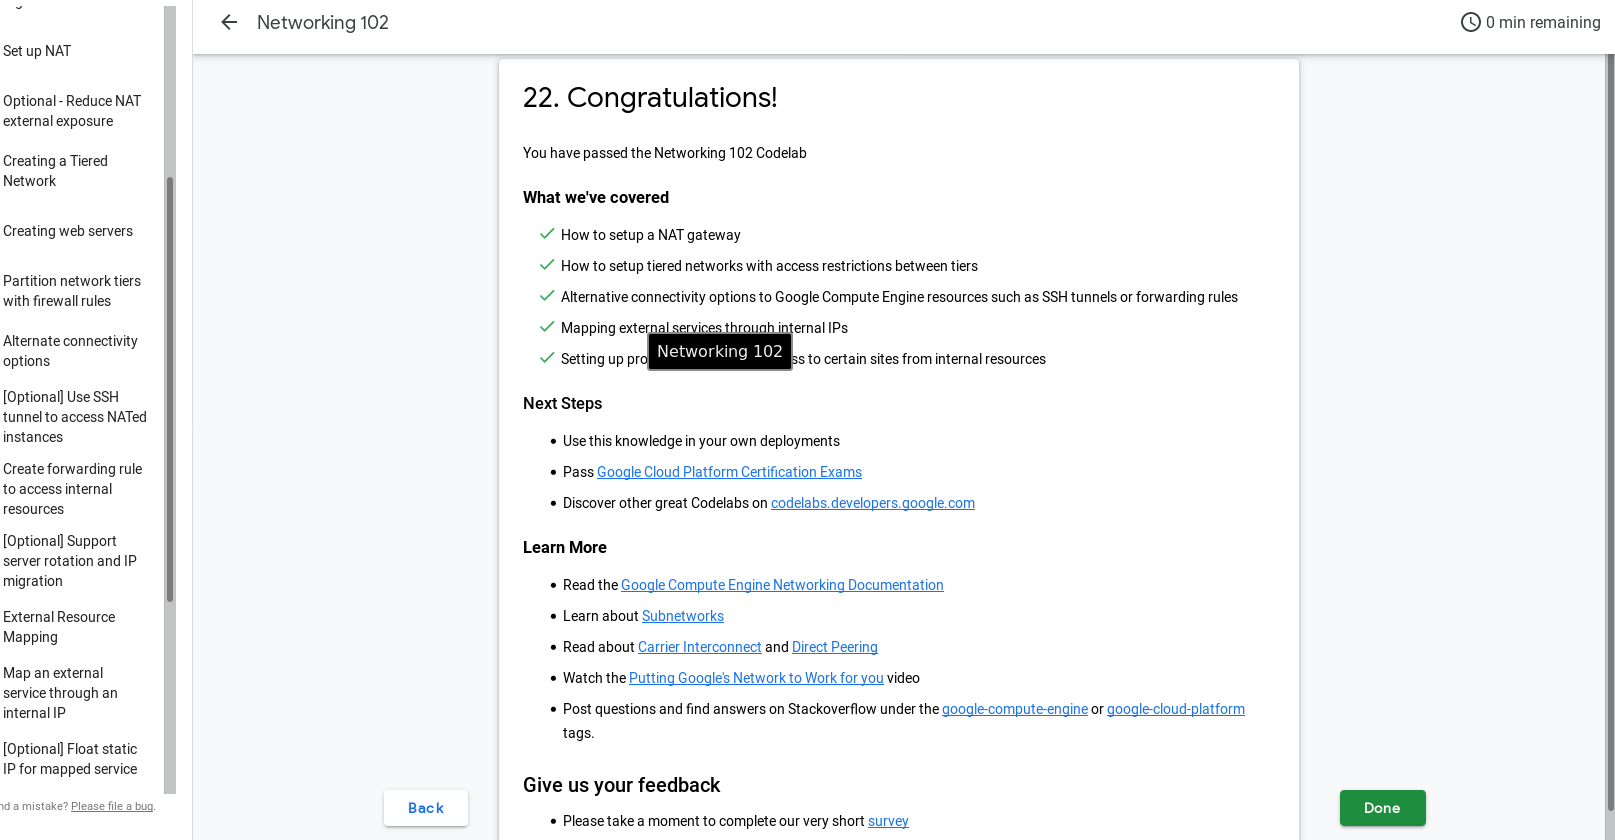 Networking 102
0 min remaining
Set up NAT
Optional - Reduce NAT
external exposure
Creating a Tiered
Network
Creating web servers
Partition network tiers
with firewall rules
Alternate connectivity
options
[Optional] Use SSH
tunnel to access NATed
instances
Create forwarding rule
to access internal
resources
[Optional] Support
server rotation and IP
migration
External Resource
Mapping
Map an external
service through an
internal IP
[Optional] Float static
IP for mapped service
nd a mistake? Please file a bug.
22. Congratulations!
You have passed the Networking 102 Codelab
What we've covered
How to setup a NAT gateway
How to setup tiered networks with access restrictions between tiers
Alternative connectivity options to Google Compute Engine resources such as SSH tunnels or forwarding rules
Mapping external services through internal IPs
Setting up pro
Networking 102
ss to certain sites from internal resources
Next Steps
Use this knowledge in your own deployments
Pass Google Cloud Platform Certification Exams
Discover other great Codelabs on codelabs.developers.google.com
Learn More
Read the Google Compute Engine Networking Documentation
Learn about Subnetworks
Read about Carrier Interconnect and Direct Peering
Watch the Putting Google's Network to Work for you video
Post questions and find answers on Stackoverflow under the google-compute-engine or google-cloud-platform
tags.
Give us your feedback
Please take a moment to complete our very short survey
Back
Done